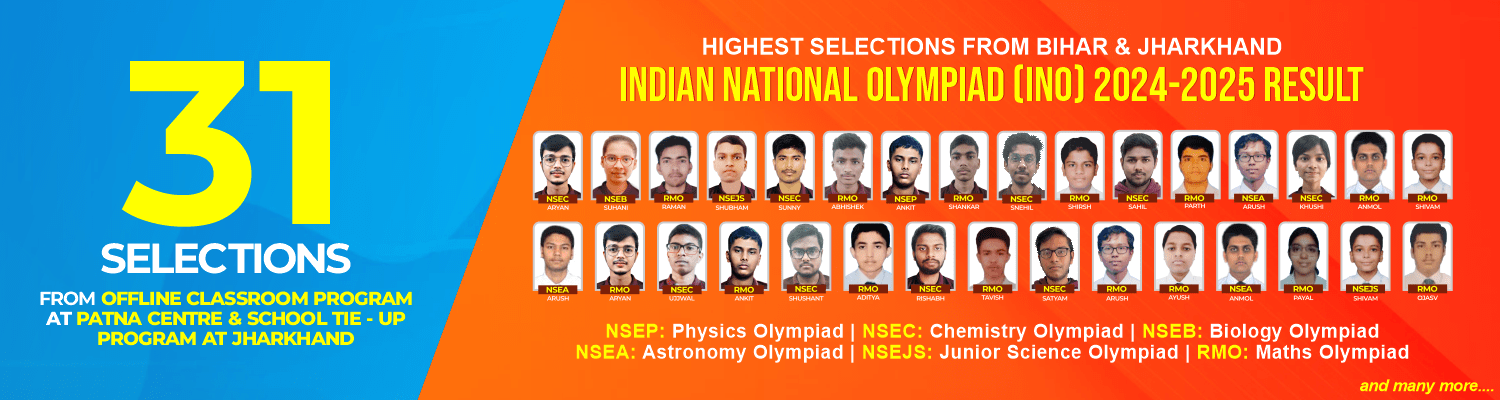 31
SELECTIONS
FROM OFFLINE CLASSROOM PROGRAM
AT PATNA CENTRE & SCHOOL TIE - UP
PROGRAM AT JHARKHAND
HIGHEST SELECTIONS FROM BIHAR & JHARKHAND
INDIAN NATIONAL OLYMPIAD (INO) 2024-2025 RESULT
NSEC NSEB RMO NSEJS NSEC RMO NSEP RMO NSEC RMO NSEC RMO NSEA NSEC RMO RMO
ARYAN SUHANI RAMAN SHUBHAM SUNNY ABHISHEK ANKIT SHANKAR SNEHIL SHRSH SAHIL PARTH ARUSH KHUSHI ANMOL SHIVAM
NSEA RMO NSEC RMO NSEC RMO NSEC RMO NSEC RMO RMO NSEA RMO NSEJS RMO
ARUSH ARYAN UJJWAL ANKIT SHUSHANT ADITYA RISHABH TAVISH SATYAM ARUSH AYUSH ANMOL PAYAL SHIVAM OJASV
NSEP: Physics Olympiad | NSEC: Chemistry Olympiad | NSEB: Biology Olympiad
NSEA: Astronomy Olympiad | NSEJS: Junior Science Olympiad | RMO: Maths Olympiad
and many more....